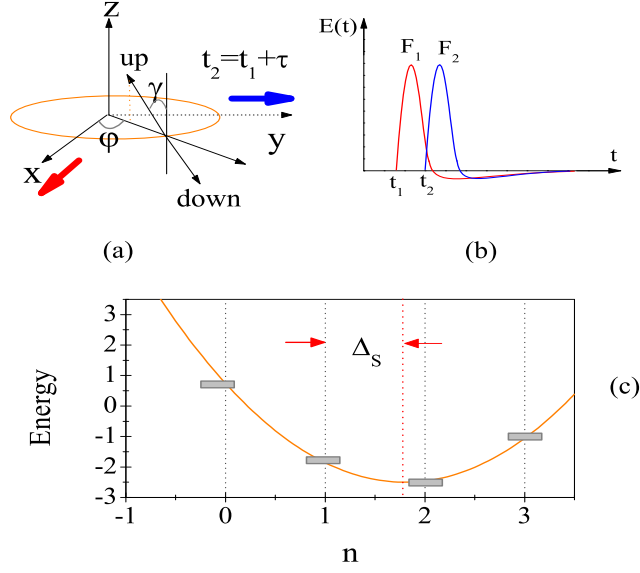 z
up
γ
t₂=t₁+τ
φ
x
y
down
(a)
E(t)
F₁
F₂
t
t₁
t₂
(b)
3
2
1
0
-1
-2
-3
Energy
Δₛ
-1
0
1
2
3
n
(c)